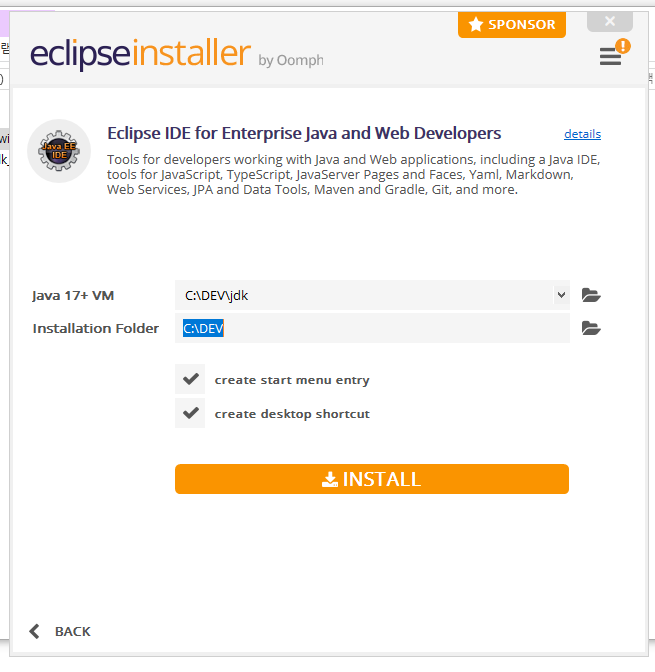 SPONSOR
eclipseinstaller by Oomph
Java EE
IDE
Eclipse IDE for Enterprise Java and Web Developers
details
Tools for developers working with Java and Web applications, including a Java IDE,
tools for JavaScript, TypeScript, JavaServer Pages and Faces, Yaml, Markdown,
Web Services, JPA and Data Tools, Maven and Gradle, Git, and more.
Java 17+ VM
C:\DEV\jdk
Installation Folder
C:\DEV
create start menu entry
create desktop shortcut
INSTALL
BACK